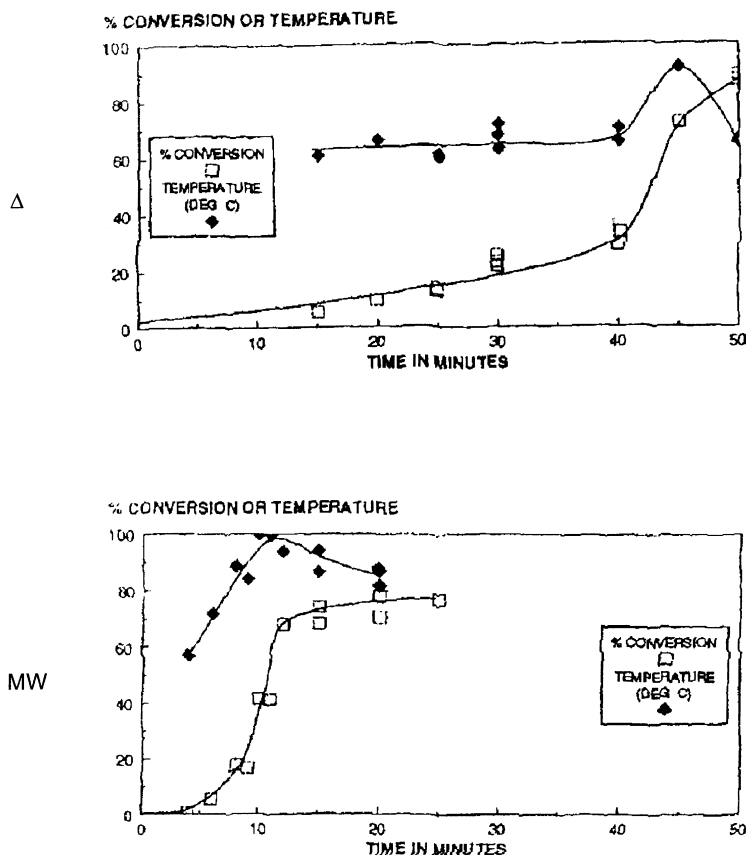 % CONVERSION OR TEMPERATURE
100
80
60
40
20
0
% CONVERSION
TEMPERATURE
(DEG C)
Δ
0
20
30
40
50
TIME IN MINUTES
% CONVERSION OR TEMPERATURE
100
80
60
40
20
0
% CONVERSION
TEMPERATURE
(DEG C)
MW
0
10
20
30
40
50
TIME IN MINUTES